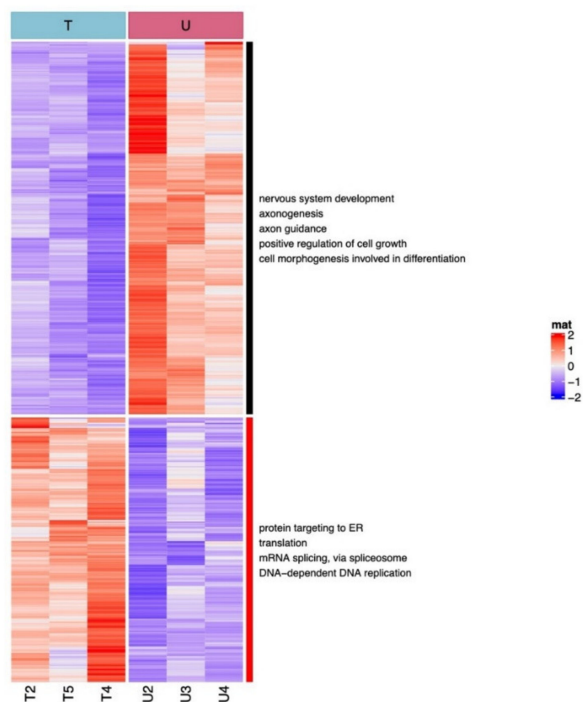 T U
nervous system development
axonogenesis
axon guidance
positive regulation of cell growth
cell morphogenesis involved in differentiation
mat
2
1
0
−1
−2
protein targeting to ER
translation
mRNA splicing, via spliceosome
DNA−dependent DNA replication
T2 T5 T4 U2 U3 U4